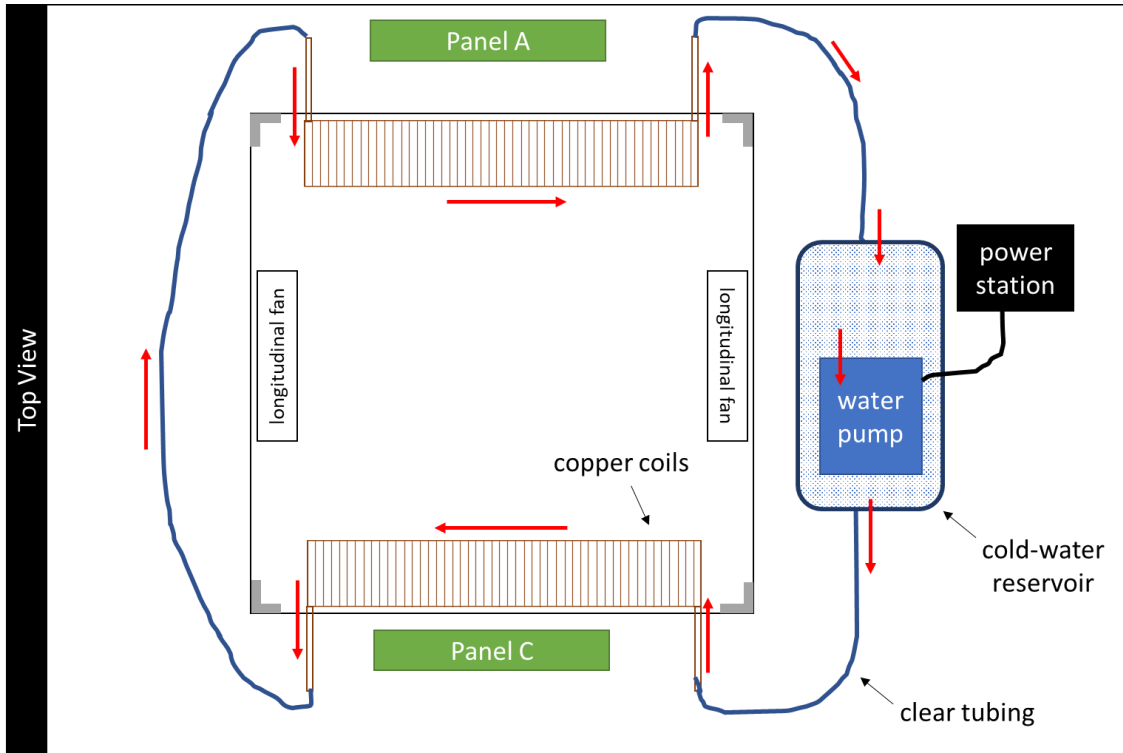 Top View
Panel A
longitudinal fan
longitudinal fan
power
station
water
pump
copper coils
cold-water
reservoir
Panel C
clear tubing